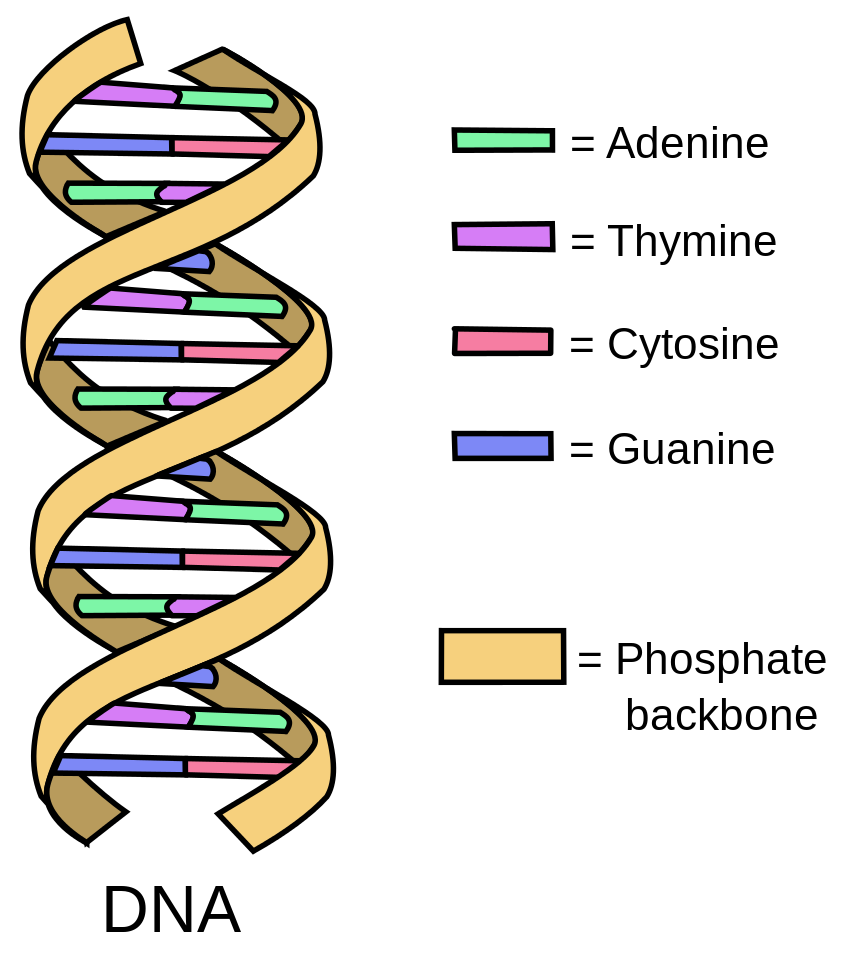 = Adenine
= Thymine
= Cytosine
= Guanine
= Phosphate
backbone
DNA